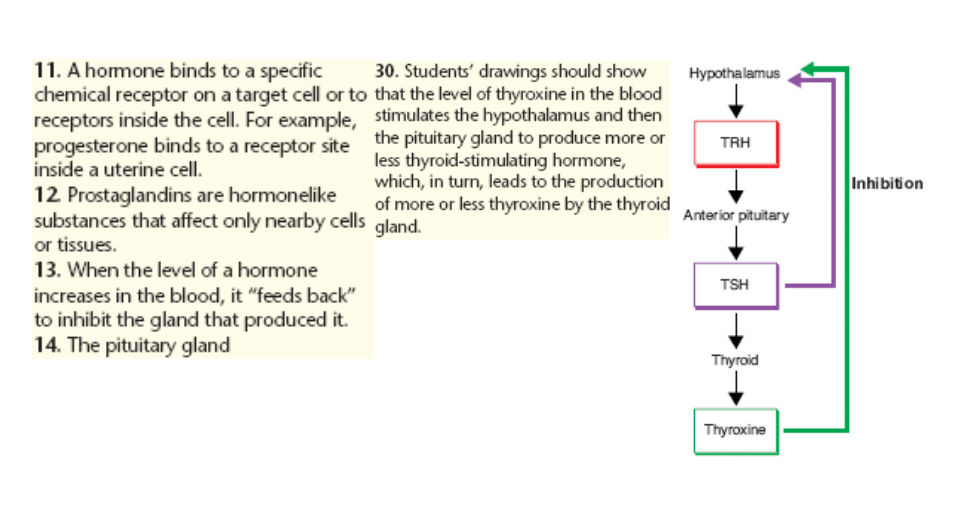 11. A hormone binds to a specific
chemical receptor on a target cell or to
receptors inside the cell. For example,
progesterone binds to a receptor site
inside a uterine cell.
12. Prostaglandins are hormonelike
substances that affect only nearby cells
or tissues.
13. When the level of a hormone
increases in the blood, it “feeds back”
to inhibit the gland that produced it.
14. The pituitary gland
30. Students’ drawings should show
that the level of thyroxine in the blood
stimulates the hypothalamus and then
the pituitary gland to produce more or
less thyroid-stimulating hormone,
which, in turn, leads to the production
of more or less thyroxine by the thyroid
gland.
Hypothalamus
TRH
Inhibition
Anterior pituitary
TSH
Thyroid
Thyroxine